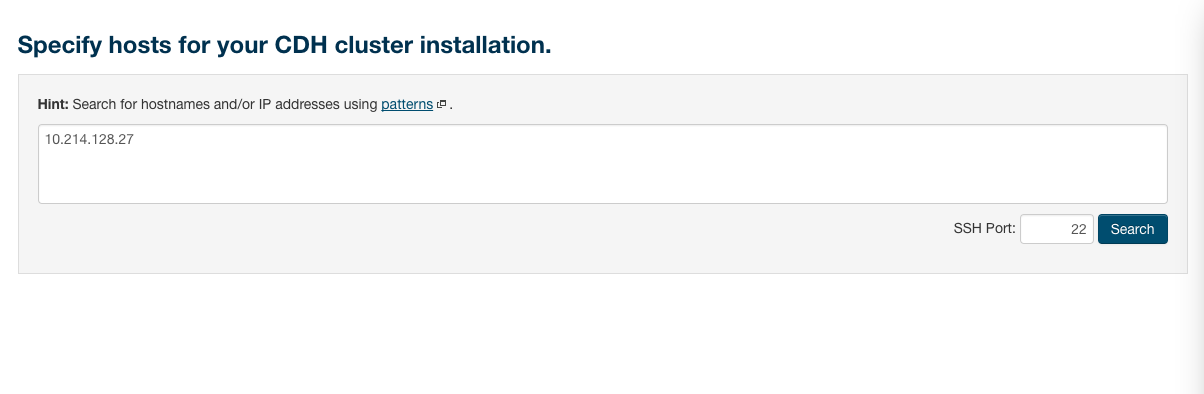 Specify hosts for your CDH cluster installation.
Hint: Search for hostnames and/or IP addresses using patterns .
10.214.128.27
SSH Port: 22 Search